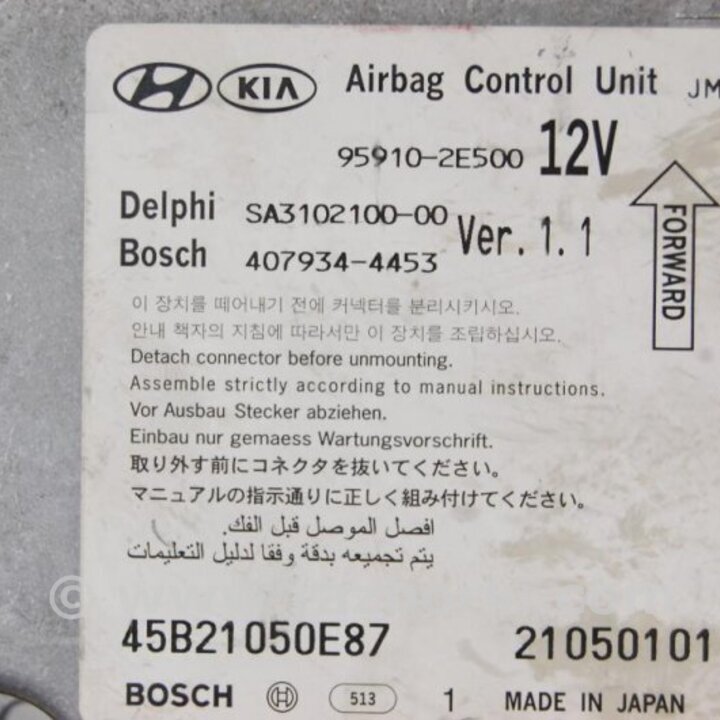 HYUNDAI KIA Airbag Control Unit JM
95910-2E500 12V
Delphi SA3102100-00 Ver. 1.1
Bosch 407934-4453
FORWARD
이 장치를 떼어내기 전에 커넥터를 분리시키시오.
안내 책자의 지침에 따라서만 이 장치를 조립하십시오.
Detach connector before unmounting.
Assemble strictly according to manual instructions.
Vor Ausbau Stecker abziehen.
Einbau nur gemaess Wartungsvorschrift.
取り外す前にコネクタを抜いてください。
マニュアルの指示通りに正しく組み付けてください。
افصل الموصل قبل الفك.
يتم تجميعه بدقة وفقا لدليل التعليمات
45B21050E87 21050101
BOSCH 513 1 MADE IN JAPAN